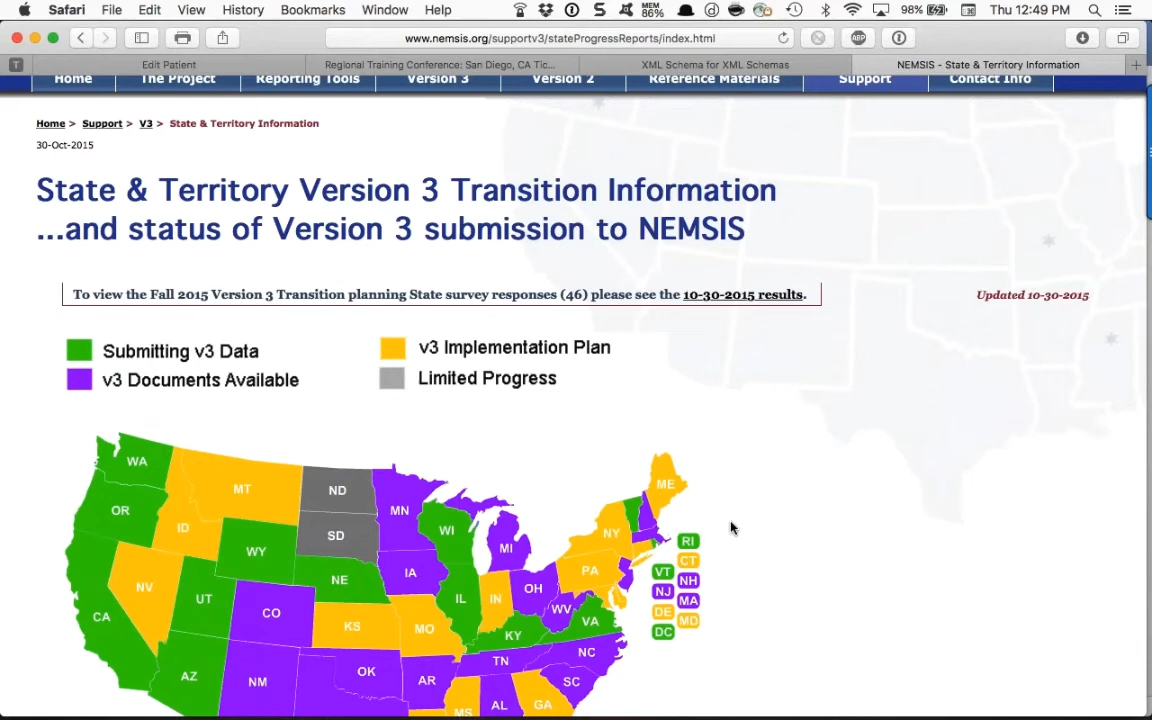 Safari File Edit View History Bookmarks Window Help MEM 86% 98% Thu 12:49 PM
www.nemsis.org/supportv3/stateProgressReports/index.html ABP
T Edit Patient Regional Training Conference: San Diego, CA Tic... XML Schema for XML Schemas NEMSIS - State & Territory Information
Home The Project Reporting Tools Version 3 Version 2 Reference Materials Support Contact Info
Home > Support > V3 > State & Territory Information
30-Oct-2015
State & Territory Version 3 Transition Information
...and status of Version 3 submission to NEMSIS
To view the Fall 2015 Version 3 Transition planning State survey responses (46) please see the 10-30-2015 results.
Updated 10-30-2015
Submitting v3 Data v3 Implementation Plan
v3 Documents Available Limited Progress
WA MT ND MN ME
OR ID SD WI NY RI
WY MI CT
NV NE IA PA VT NH
UT OH NJ MA
CA CO IL IN WV DE MD
KS MO KY VA DC
AZ NM OK AR TN NC
SC
MS AL GA